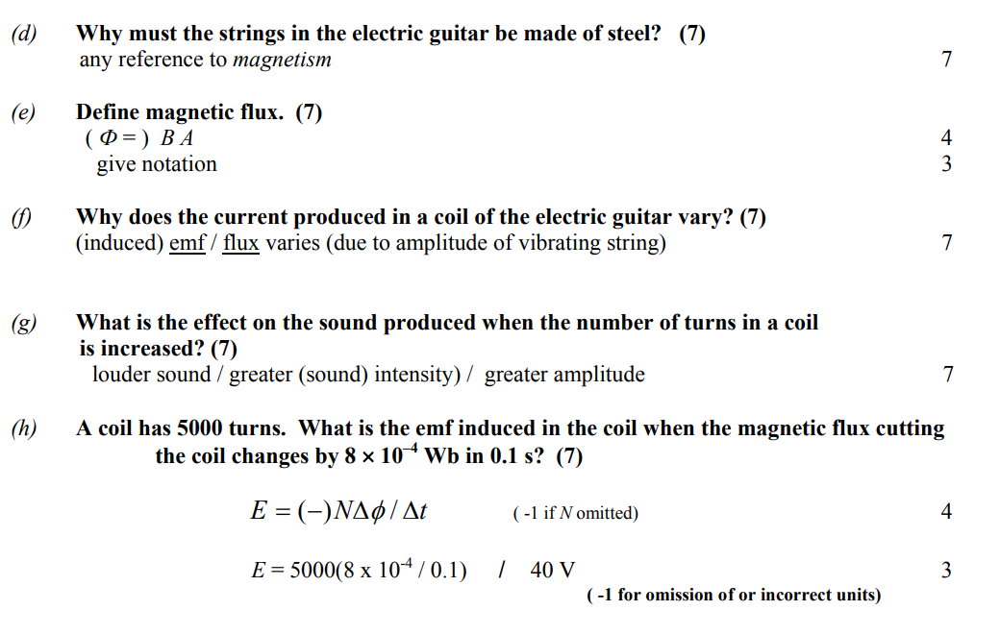 (d) Why must the strings in the electric guitar be made of steel? (7)
any reference to magnetism 7
(e) Define magnetic flux. (7)
( Φ = ) B A 4
give notation 3
(f) Why does the current produced in a coil of the electric guitar vary? (7)
(induced) emf / flux varies (due to amplitude of vibrating string) 7
(g) What is the effect on the sound produced when the number of turns in a coil
is increased? (7)
louder sound / greater (sound) intensity) / greater amplitude 7
(h) A coil has 5000 turns. What is the emf induced in the coil when the magnetic flux cutting
the coil changes by 8 × 10⁻⁴ Wb in 0.1 s? (7)
E = (−)NΔϕ / Δt ( -1 if N omitted) 4
E = 5000(8 x 10⁻⁴ / 0.1) / 40 V 3
( -1 for omission of or incorrect units)